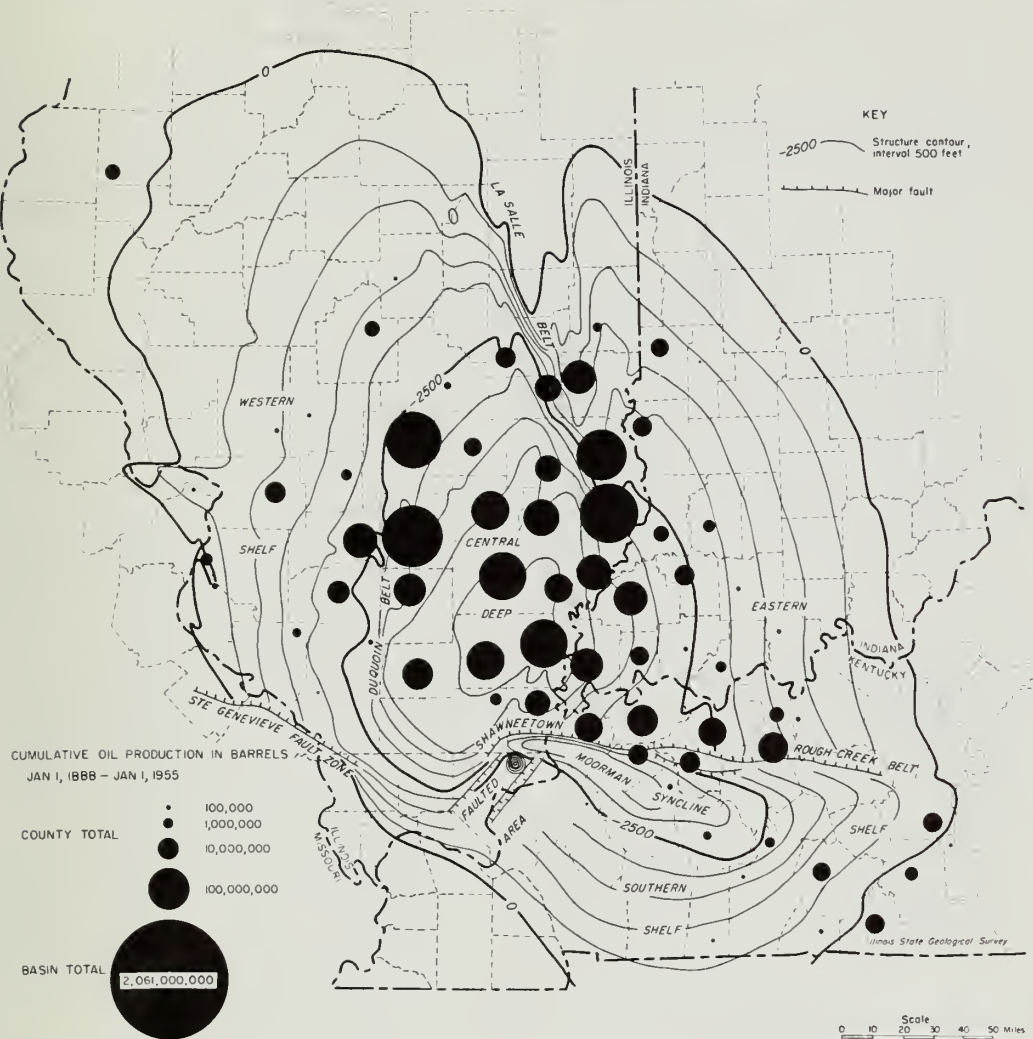 0
KEY
-2500
Structure contour,
interval 500 feet
Major fault
ILLINOIS
INDIANA
LA SALLE
BELT
0
0
-2500
WESTERN
SHELF
CENTRAL
DEEP
DUQUOIN
BELT
EASTERN
INDIANA
KENTUCKY
STE GENEVIEVE FAULT ZONE
SHAWNEETOWN
ROUGH CREEK BELT
MOORMAN
SYNCLINE
FAULTED
AREA
-2500
SHELF
SOUTHERN
SHELF
0
ILLINOIS
MISSOURI
CUMULATIVE OIL PRODUCTION IN BARRELS
JAN 1, 1888 – JAN 1, 1955
COUNTY TOTAL
100,000
1,000,000
10,000,000
100,000,000
BASIN TOTAL
2,061,000,000
Illinois State Geological Survey
Scale
0 10 20 30 40 50 Miles